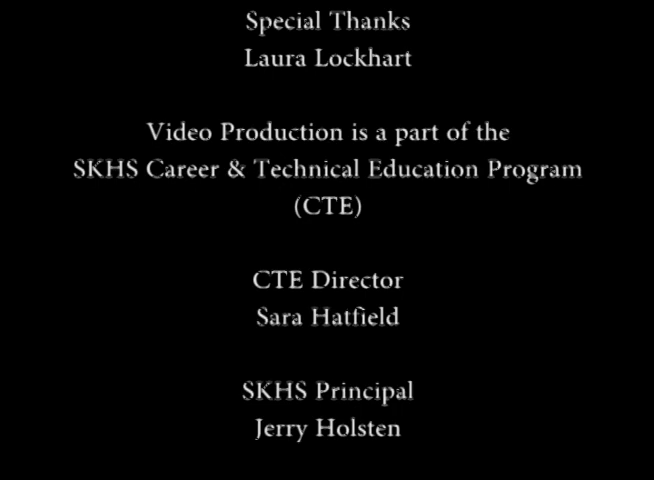 Special Thanks
Laura Lockhart
Video Production is a part of the
SKHS Career & Technical Education Program
(CTE)
CTE Director
Sara Hatfield
SKHS Principal
Jerry Holsten